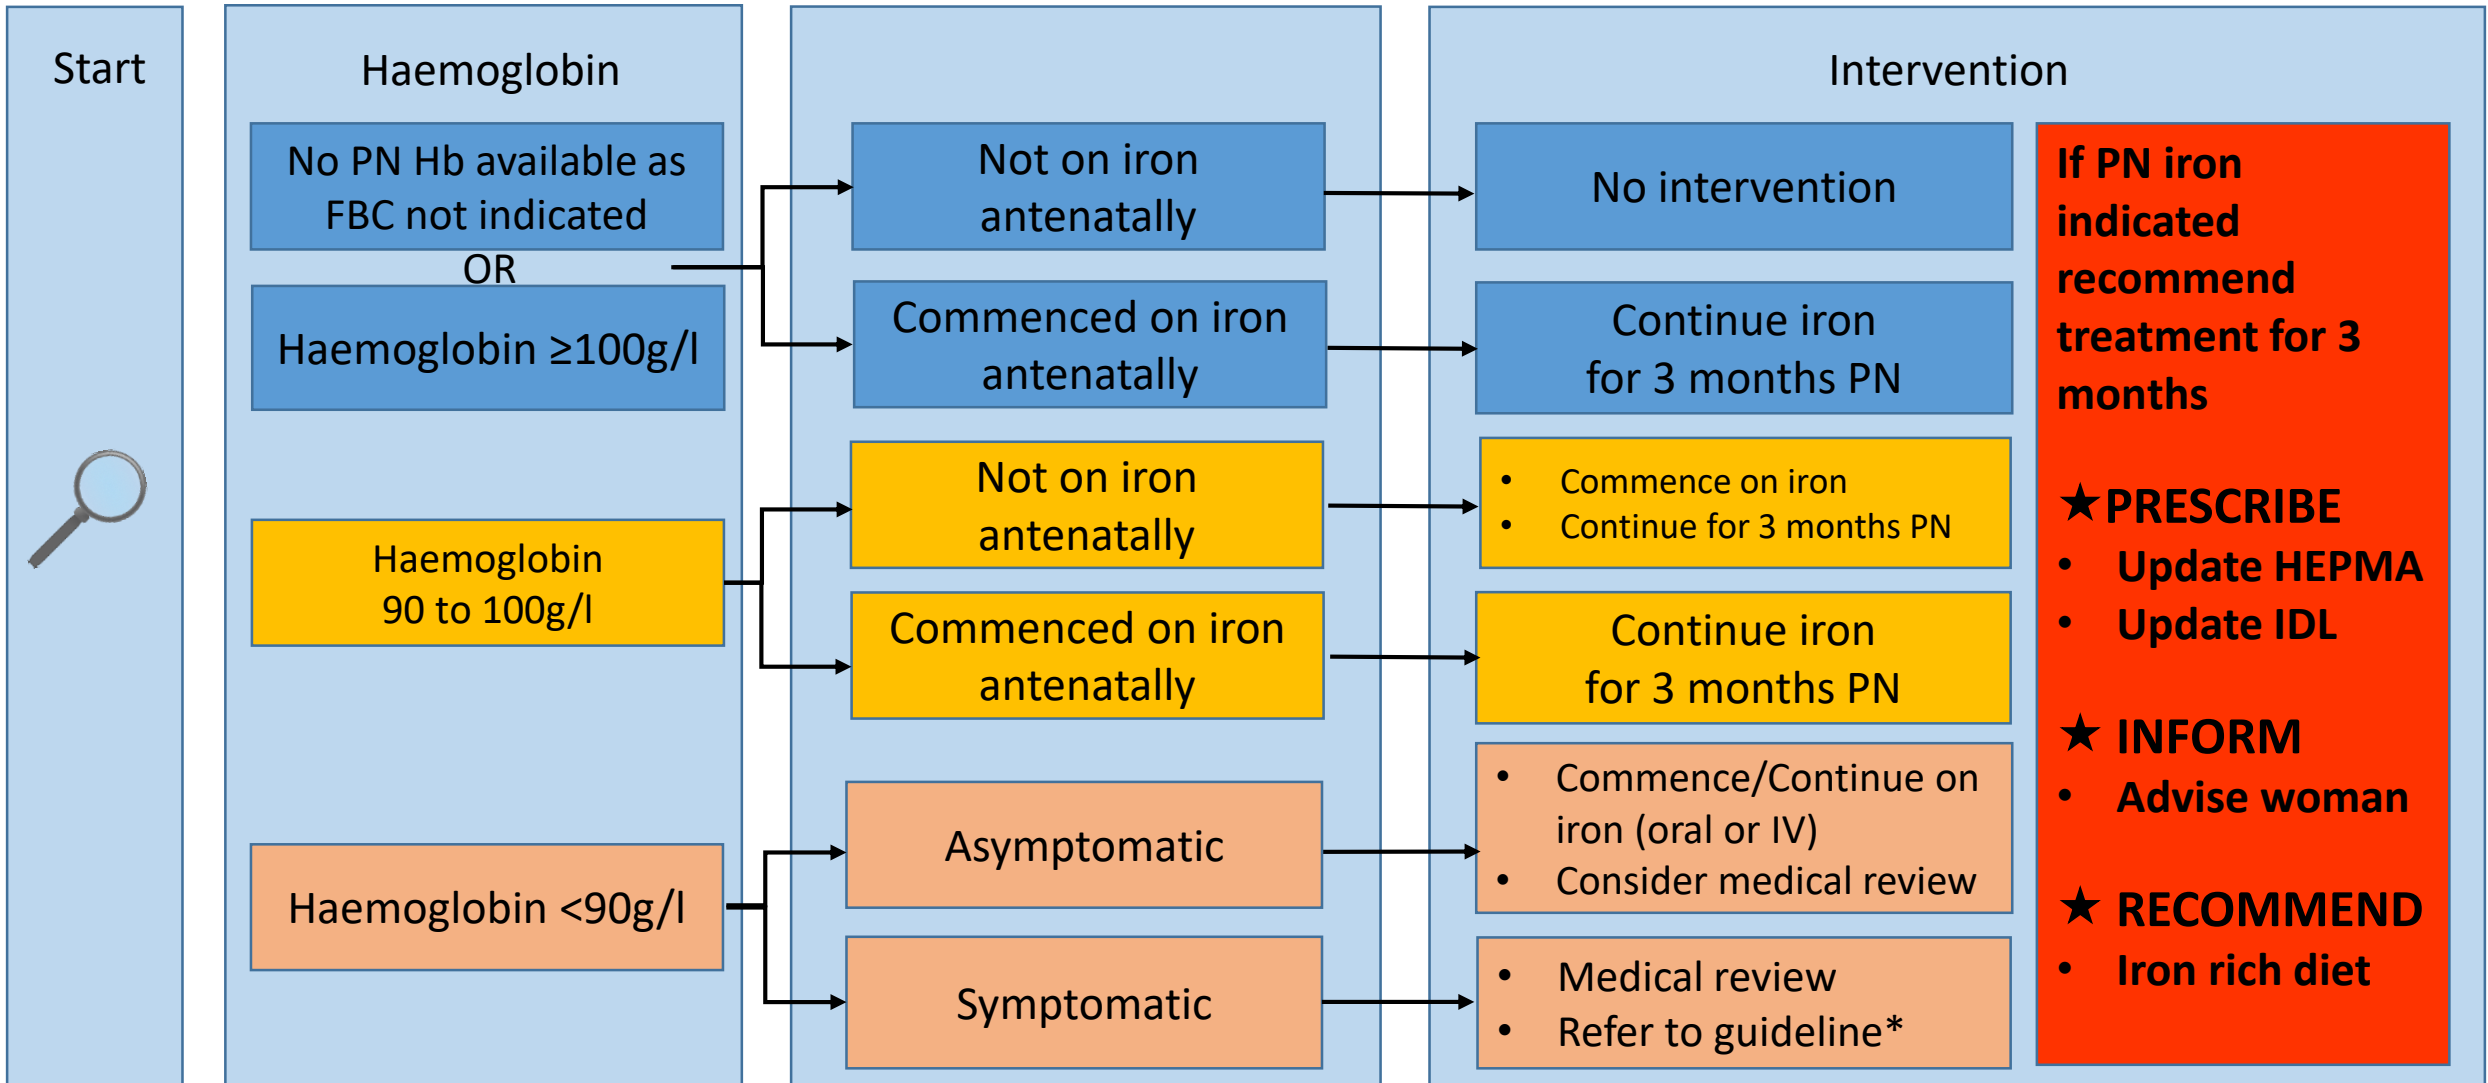 Start
Haemoglobin
No PN Hb available as
FBC not indicated
OR
Haemoglobin ≥100g/l
Haemoglobin
90 to 100g/l
Haemoglobin <90g/l
Not on iron
antenatally
Commenced on iron
antenatally
Not on iron
antenatally
Commenced on iron
antenatally
Asymptomatic
Symptomatic
Intervention
No intervention
Continue iron
for 3 months PN
• Commence on iron
• Continue for 3 months PN
Continue iron
for 3 months PN
• Commence/Continue on
iron (oral or IV)
• Consider medical review
• Medical review
• Refer to guideline*
If PN iron
indicated
recommend
treatment for 3
months
★PRESCRIBE
• Update HEPMA
• Update IDL
★ INFORM
• Advise woman
★ RECOMMEND
• Iron rich diet